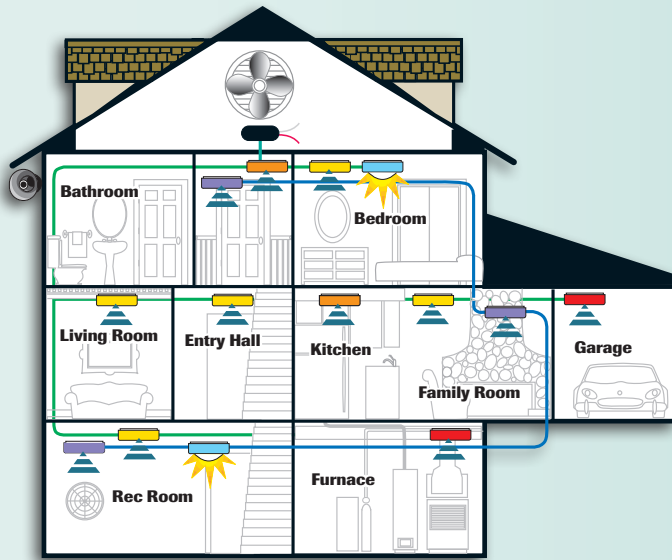 Bathroom
Bedroom
Living Room
Entry Hall
Kitchen
Family Room
Garage
Rec Room
Furnace